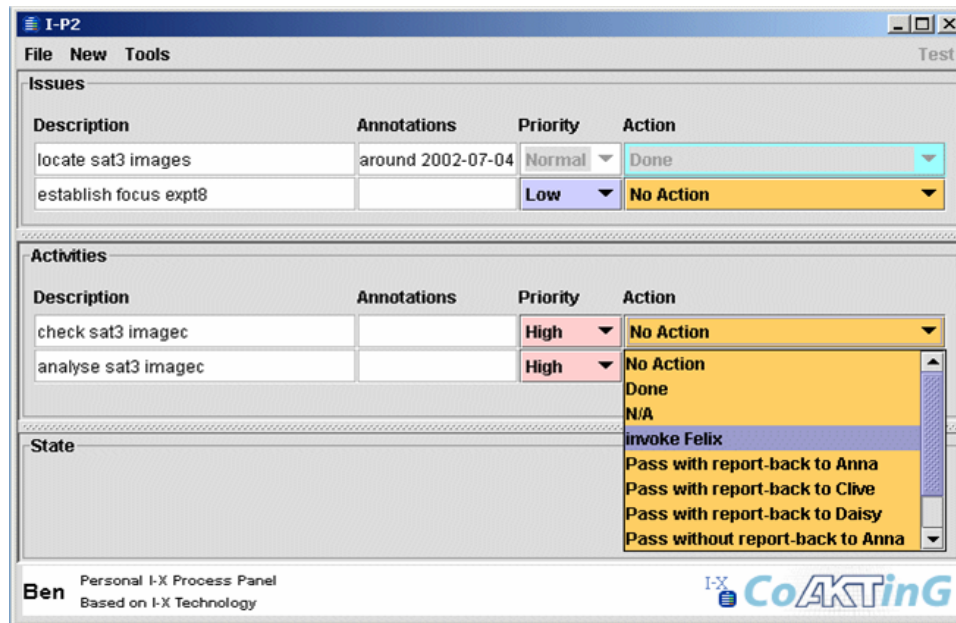 I-P2
File New Tools Test
Issues
Description Annotations Priority Action
locate sat3 images around 2002-07-04 Normal Done
establish focus expt8 Low No Action
Activities
Description Annotations Priority Action
check sat3 imagec High No Action
analyse sat3 imagec High
No Action
Done
N/A
invoke Felix
Pass with report-back to Anna
Pass with report-back to Clive
Pass with report-back to Daisy
Pass without report-back to Anna
State
Ben Personal I-X Process Panel
Based on I-X Technology
I-X CoAKTinG